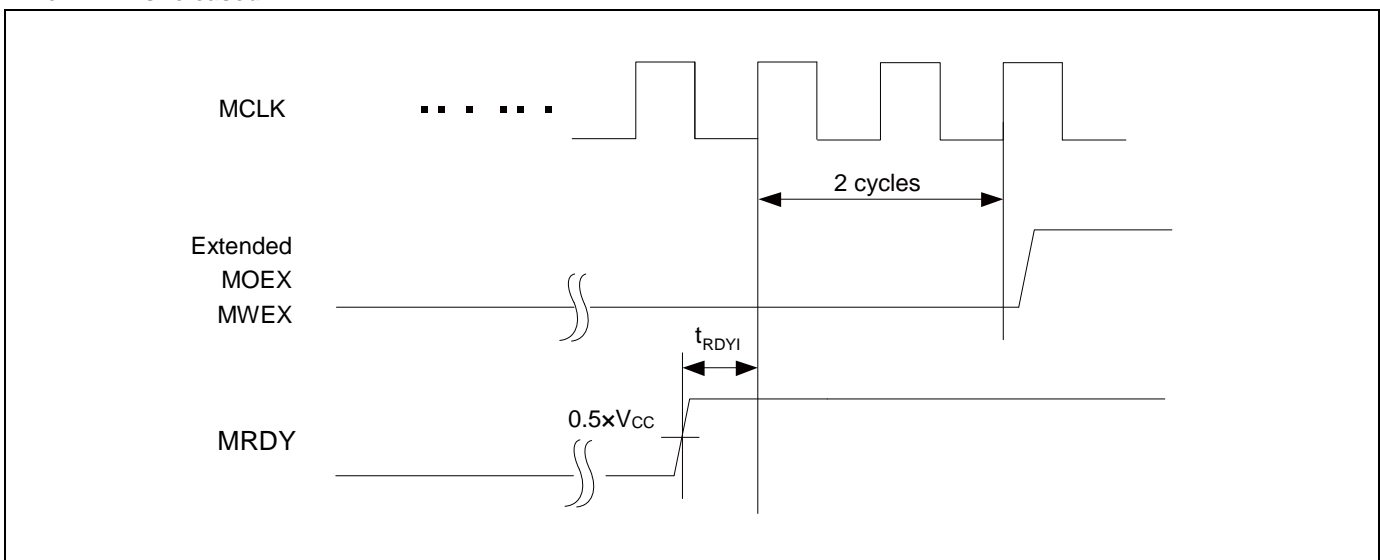 MCLK
2 cycles
Extended
MOEX
MWEX
tRDYI
0.5×VCC
MRDY